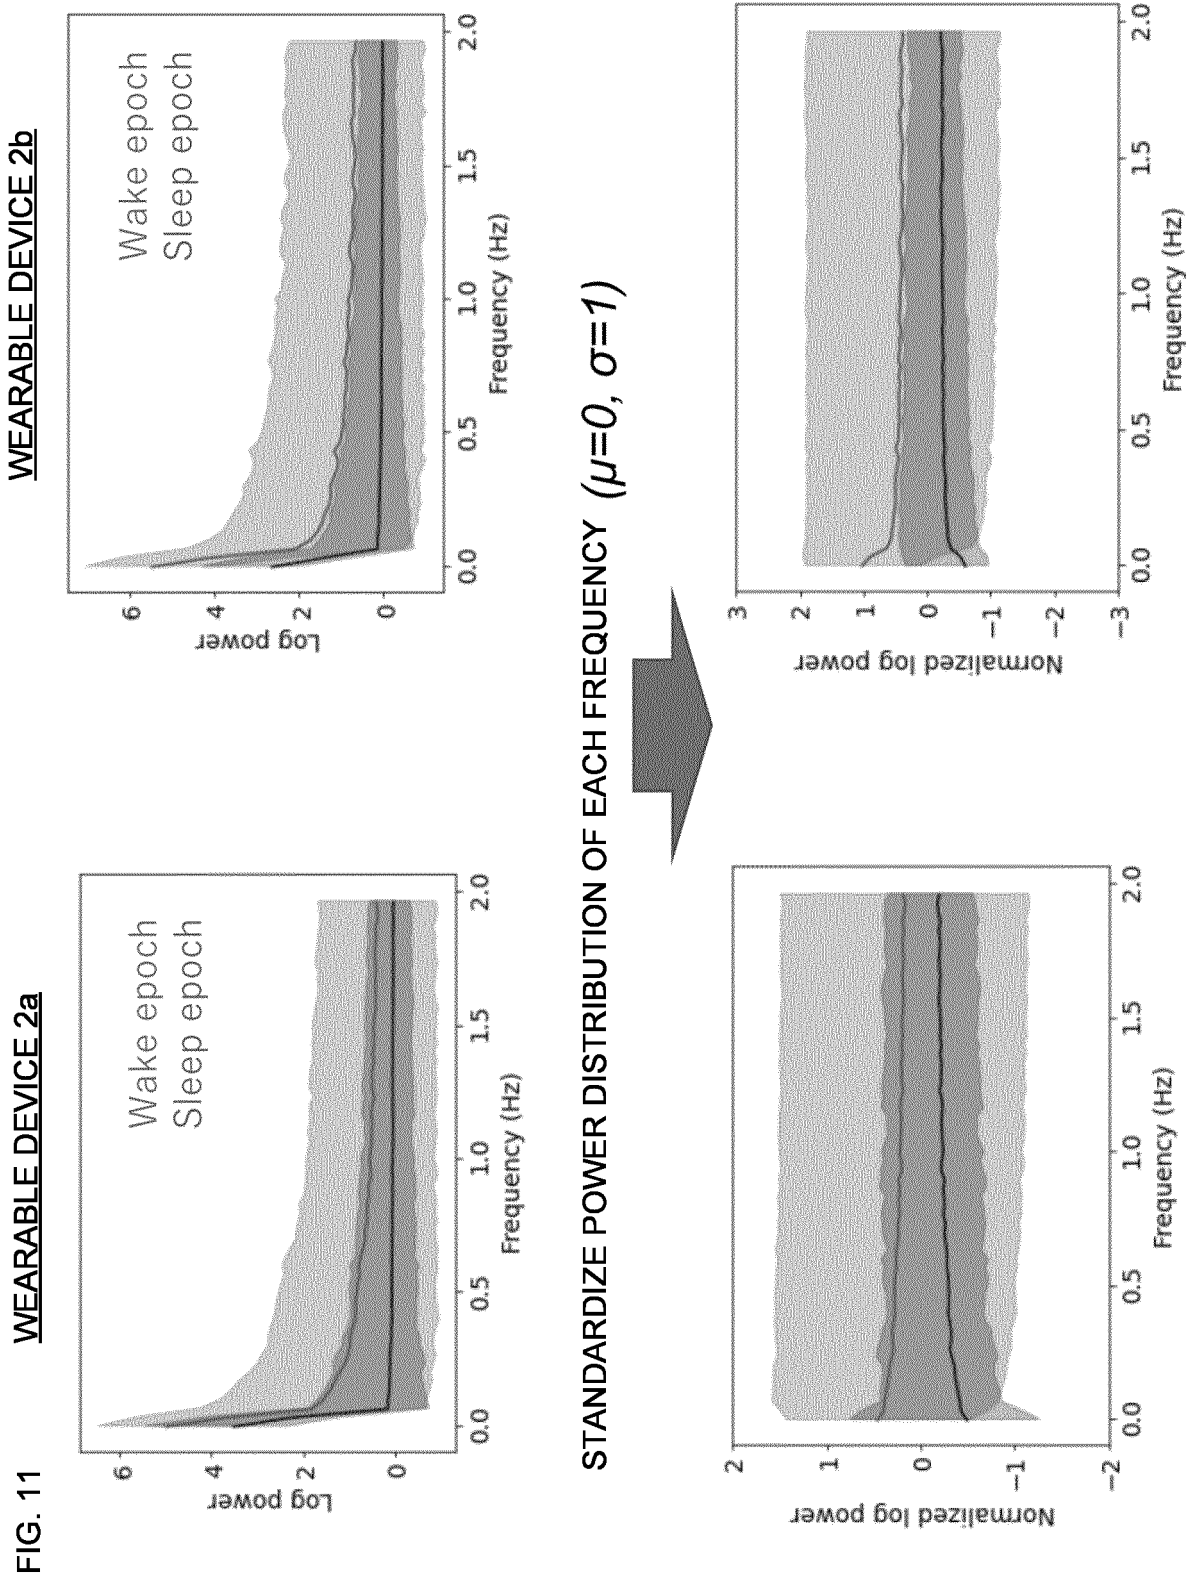 FIG. 11
WEARABLE DEVICE 2a
Wake epoch
Sleep epoch
6
4
2
0
Log power
0.0
0.5
1.0
1.5
2.0
Frequency (Hz)
WEARABLE DEVICE 2b
Wake epoch
Sleep epoch
6
4
2
0
Log power
0.0
0.5
1.0
1.5
2.0
Frequency (Hz)
STANDARDIZE POWER DISTRIBUTION OF EACH FREQUENCY (μ=0, σ=1)
2
1
0
−1
−2
Normalized log power
0.0
0.5
1.0
1.5
2.0
Frequency (Hz)
3
2
1
0
−1
−2
−3
Normalized log power
0.0
0.5
1.0
1.5
2.0
Frequency (Hz)